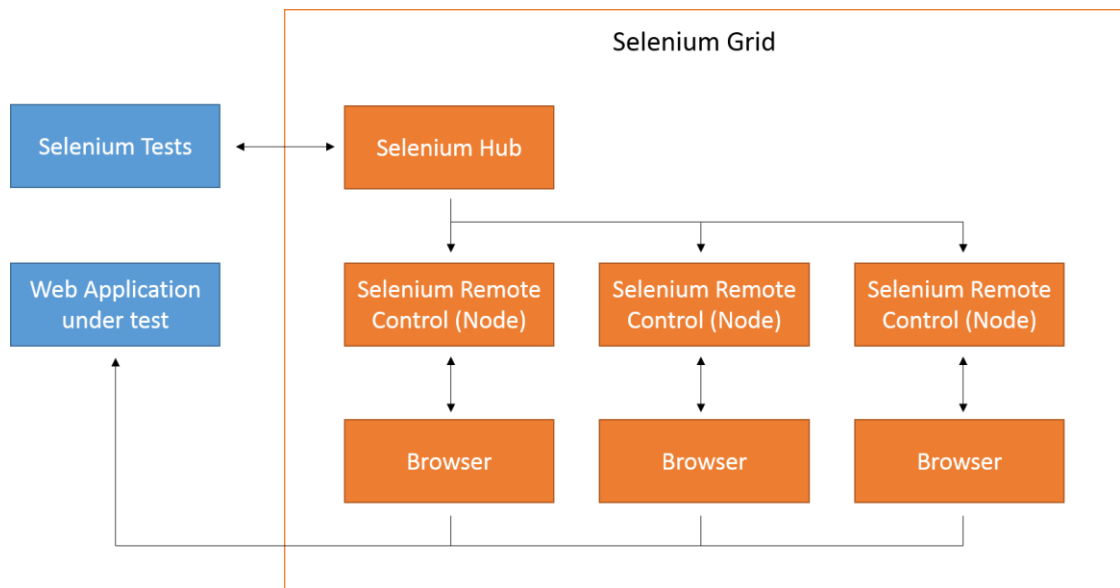 Selenium Grid
Selenium Tests
Selenium Hub
Web Application
under test
Selenium Remote
Control (Node)
Selenium Remote
Control (Node)
Selenium Remote
Control (Node)
Browser
Browser
Browser